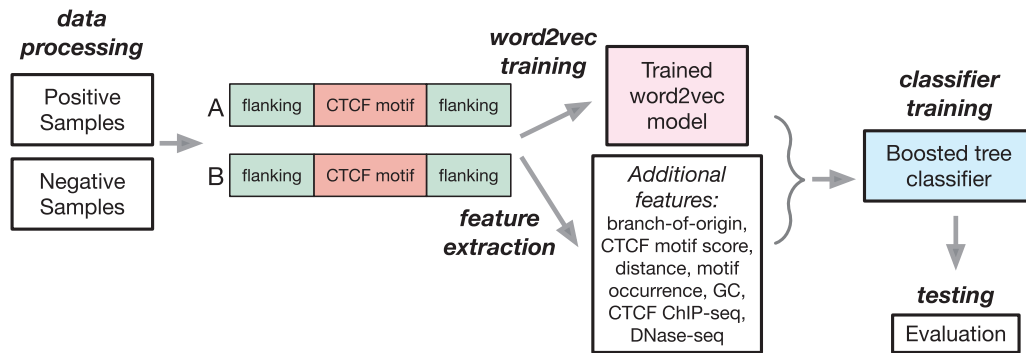 data
processing
Positive
Samples
Negative
Samples
A
flanking CTCF motif flanking
B
flanking CTCF motif flanking
word2vec
training
feature
extraction
Trained
word2vec
model
Additional
features:
branch-of-origin,
CTCF motif score,
distance, motif
occurrence, GC,
CTCF ChIP-seq,
DNase-seq
classifier
training
Boosted tree
classifier
testing
Evaluation